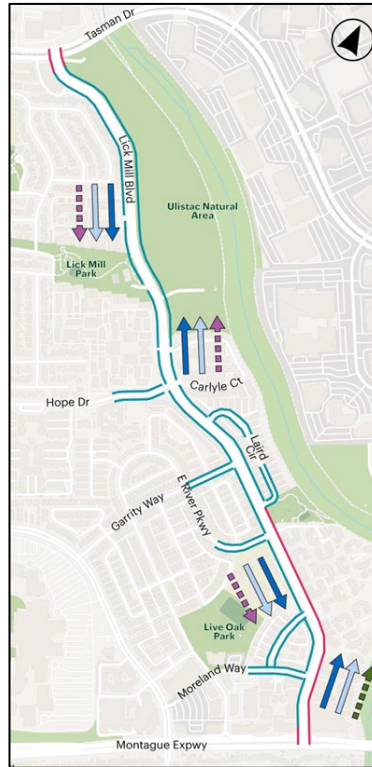 Tasman Dr
Lick Mill Blvd
Ulistac Natural
Area
Lick Mill
Park
Carlyle Ct
Hope Dr
Laird
Cir
Garrity Way
E River Pkwy
Live Oak
Park
Moreland Way
Montague Expwy